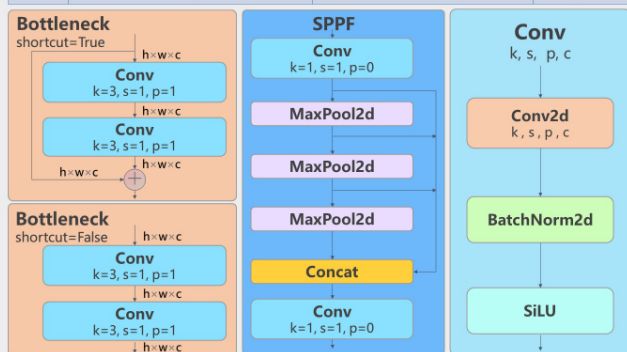 Bottleneck
shortcut=True
h×w×c
Conv
k=3, s=1, p=1
h×w×c
Conv
k=3, s=1, p=1
h×w×c
h×w×c
+
Bottleneck
shortcut=False
h×w×c
Conv
k=3, s=1, p=1
h×w×c
Conv
k=3, s=1, p=1
h×w×c
SPPF
Conv
k=1, s=1, p=0
MaxPool2d
MaxPool2d
MaxPool2d
Concat
Conv
k=1, s=1, p=0
Conv
k, s, p, c
Conv2d
k, s, p, c
BatchNorm2d
SiLU